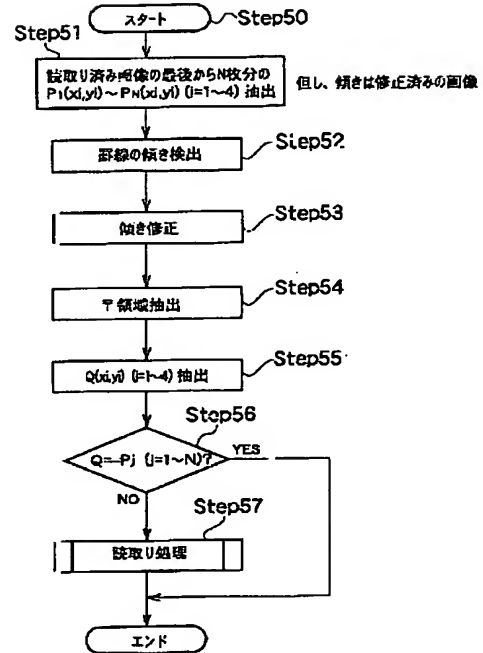 スタート
Step50
Step51
読取り済み画像の最後からN枚分の
P1(xi,yi)～PN(xi,yi) (i=1～4) 抽出
但し、傾きは修正済みの画像
罫線の傾き検出
Step52
傾き修正
Step53
〒領域抽出
Step54
Q(xi,yi) (i=1～4) 抽出
Step55
Step56
Q=Pj (j=1～N)?
YES
NO
Step57
読取り処理
エンド